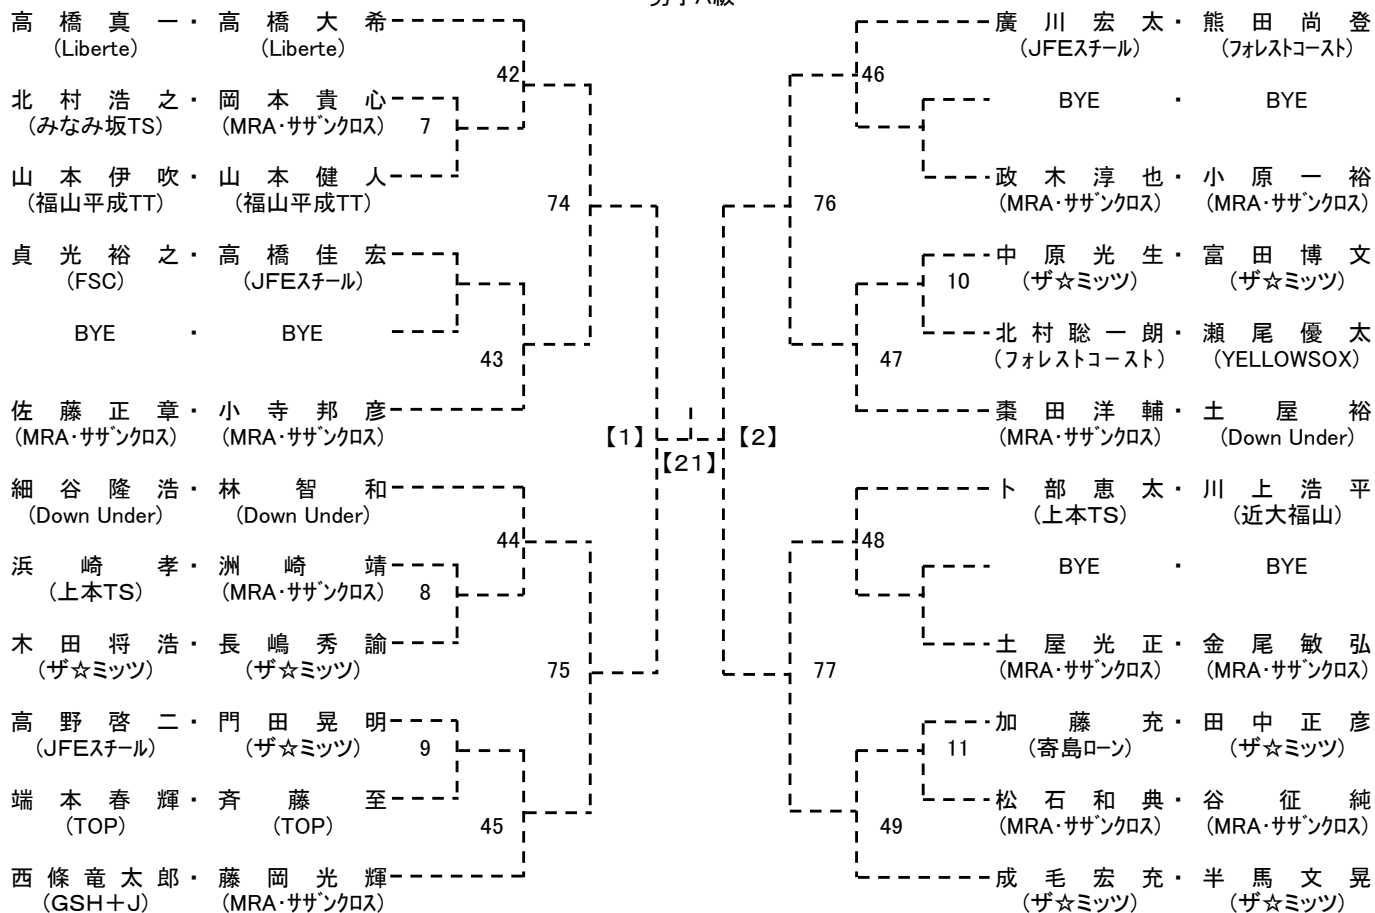 高橋真一・高橋大希 廣川宏太・熊田尚登
(Liberte) (Liberte) (JFEスチール) (フォレストコースト)
42 46
北村浩之・岡本貴心 BYE ・ BYE
(みなみ坂TS) (MRA・サザンクロス) 7
山本伊吹・山本健人 政木淳也・小原一裕
(福山平成TT) (福山平成TT) 74 76 (MRA・サザンクロス) (MRA・サザンクロス)
貞光裕之・高橋佳宏 中原光生・富田博文
(FSC) (JFEスチール) 10 (ザ☆ミッツ) (ザ☆ミッツ)
BYE ・ BYE 北村聡一朗・瀬尾優太
43 47 (フォレストコースト) (YELLOWSOX)
佐藤正章・小寺邦彦 棗田洋輔・土屋裕
(MRA・サザンクロス) (MRA・サザンクロス) 【1】 【2】 (MRA・サザンクロス) (Down Under)
【21】
細谷隆浩・林智和 卜部恵太・川上浩平
(Down Under) (Down Under) (上本TS) (近大福山)
44 48
浜崎孝・洲崎靖 BYE ・ BYE
(上本TS) (MRA・サザンクロス) 8
木田将浩・長嶋秀諭 土屋光正・金尾敏弘
(ザ☆ミッツ) (ザ☆ミッツ) 75 77 (MRA・サザンクロス) (MRA・サザンクロス)
高野啓二・門田晃明 加藤充・田中正彦
(JFEスチール) (ザ☆ミッツ) 9 11 (寄島ローン) (ザ☆ミッツ)
端本春輝・斉藤至 松石和典・谷征純
(TOP) (TOP) 45 49 (MRA・サザンクロス) (MRA・サザンクロス)
西條竜太郎・藤岡光輝 成毛宏充・半馬文晃
(GSH+J) (MRA・サザンクロス) (ザ☆ミッツ) (ザ☆ミッツ)